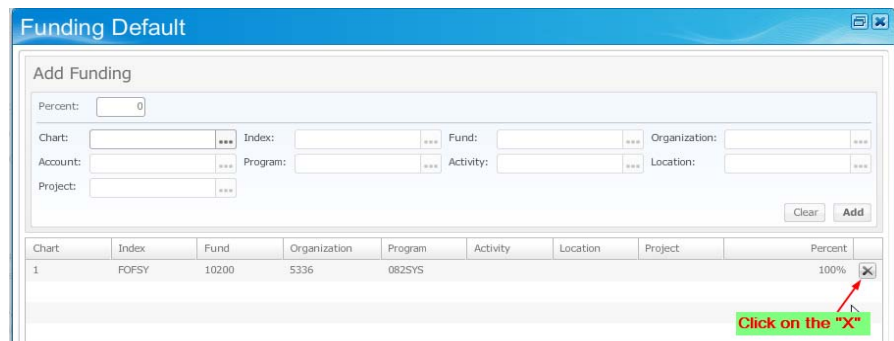 Funding Default
Add Funding
Percent: 0
Chart: ... Index: ... Fund: ... Organization: ...
Account: ... Program: ... Activity: ... Location: ...
Project: ...
Clear Add
Chart Index Fund Organization Program Activity Location Project Percent
1 FOFSY 10200 5336 082SYS 100% X
Click on the "X"